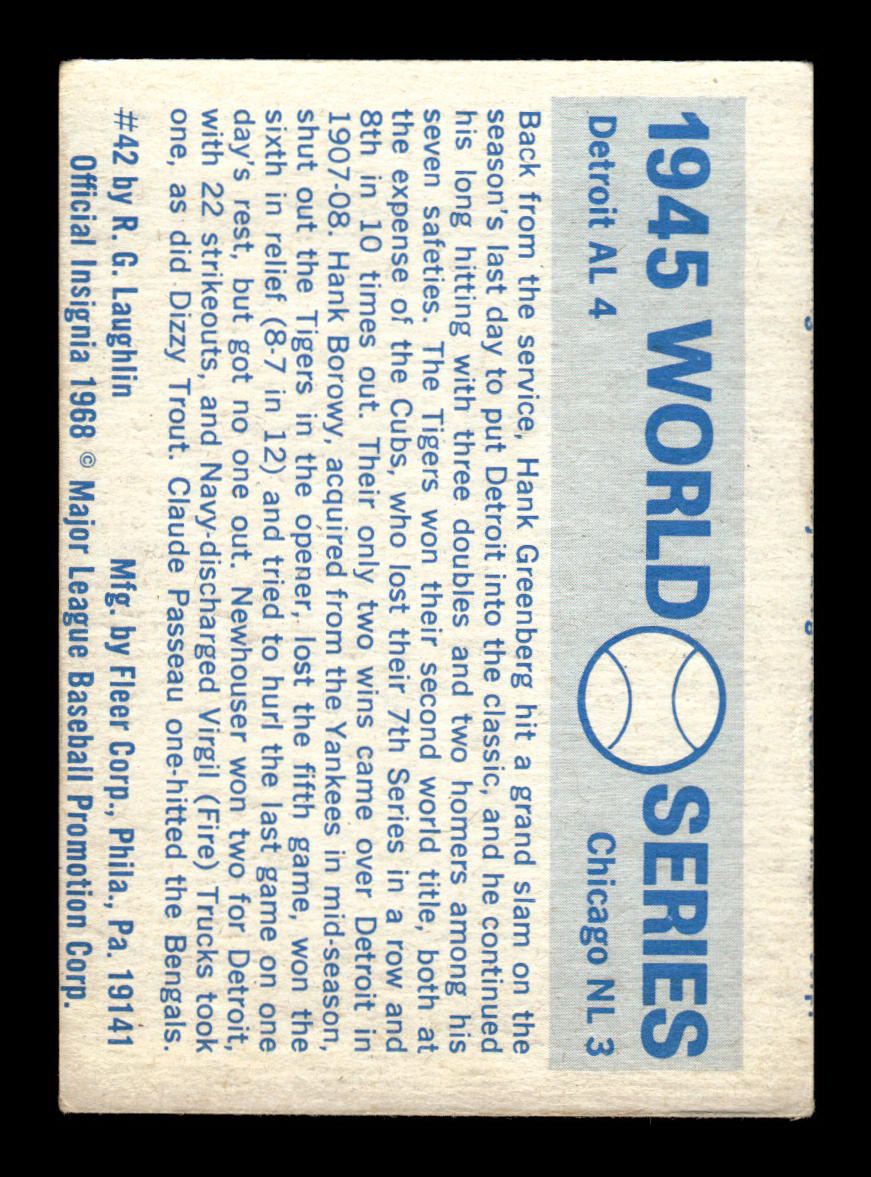 1945 WORLD SERIES
Detroit AL 4 Chicago NL 3
Back from the service, Hank Greenberg hit a grand slam on the
season's last day to put Detroit into the classic, and he continued
his long hitting with three doubles and two homers among his
seven safeties. The Tigers won their second world title, both at
the expense of the Cubs, who lost their 7th Series in a row and
8th in 10 times out. Their only two wins came over Detroit in
1907-08. Hank Borowy, acquired from the Yankees in mid-season,
shut out the Tigers in the opener, lost the fifth game, won the
sixth in relief (8-7 in 12) and tried to hurl the last game on one
day's rest, but got no one out. Newhouser won two for Detroit,
with 22 strikeouts, and Navy-discharged Virgil (Fire) Trucks took
one, as did Dizzy Trout. Claude Passeau one-hitted the Bengals.
#42 by R. G. Laughlin Mfg. by Fleer Corp., Phila., Pa. 19141
Official Insignia 1968 © Major League Baseball Promotion Corp.